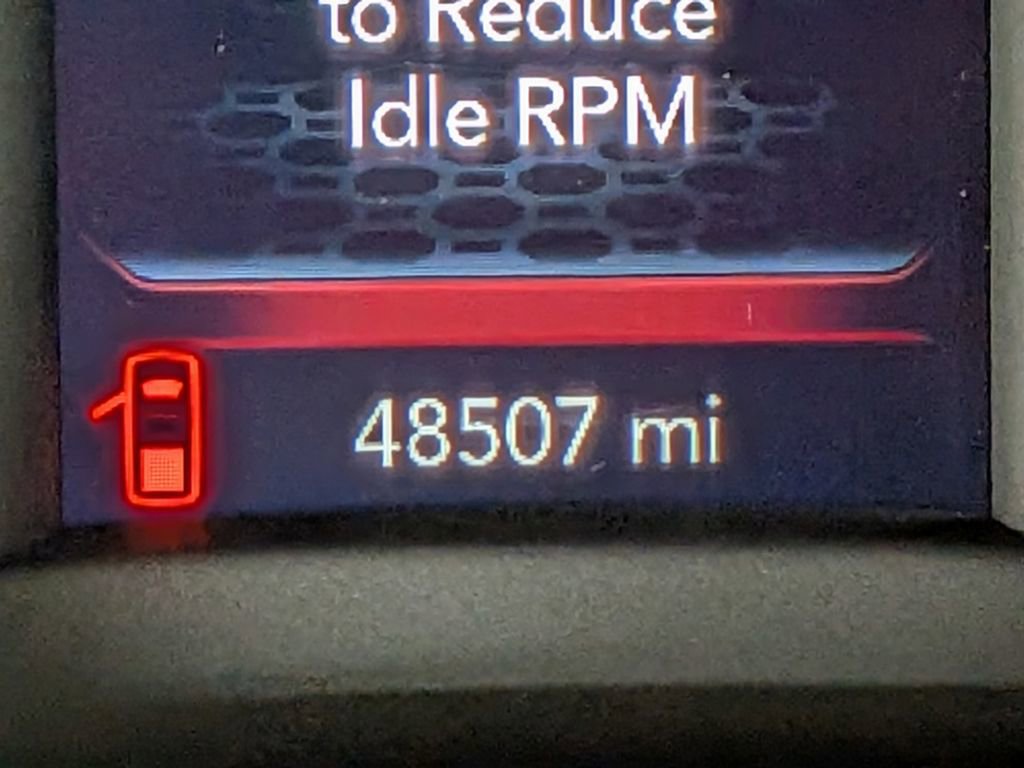 to Reduce
Idle RPM
48507 mi